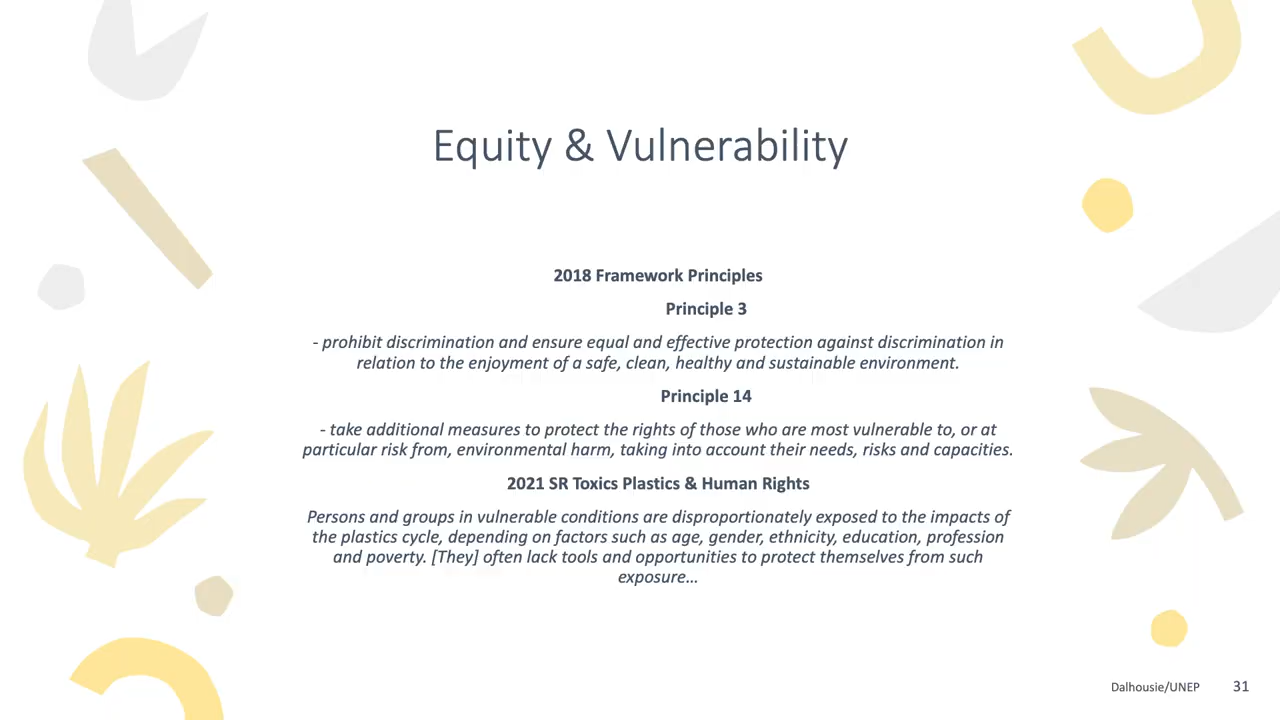 Equity & Vulnerability
2018 Framework Principles
Principle 3
- prohibit discrimination and ensure equal and effective protection against discrimination in
relation to the enjoyment of a safe, clean, healthy and sustainable environment.
Principle 14
- take additional measures to protect the rights of those who are most vulnerable to, or at
particular risk from, environmental harm, taking into account their needs, risks and capacities.
2021 SR Toxics Plastics & Human Rights
Persons and groups in vulnerable conditions are disproportionately exposed to the impacts of
the plastics cycle, depending on factors such as age, gender, ethnicity, education, profession
and poverty. [They] often lack tools and opportunities to protect themselves from such
exposure…
Dalhousie/UNEP 31